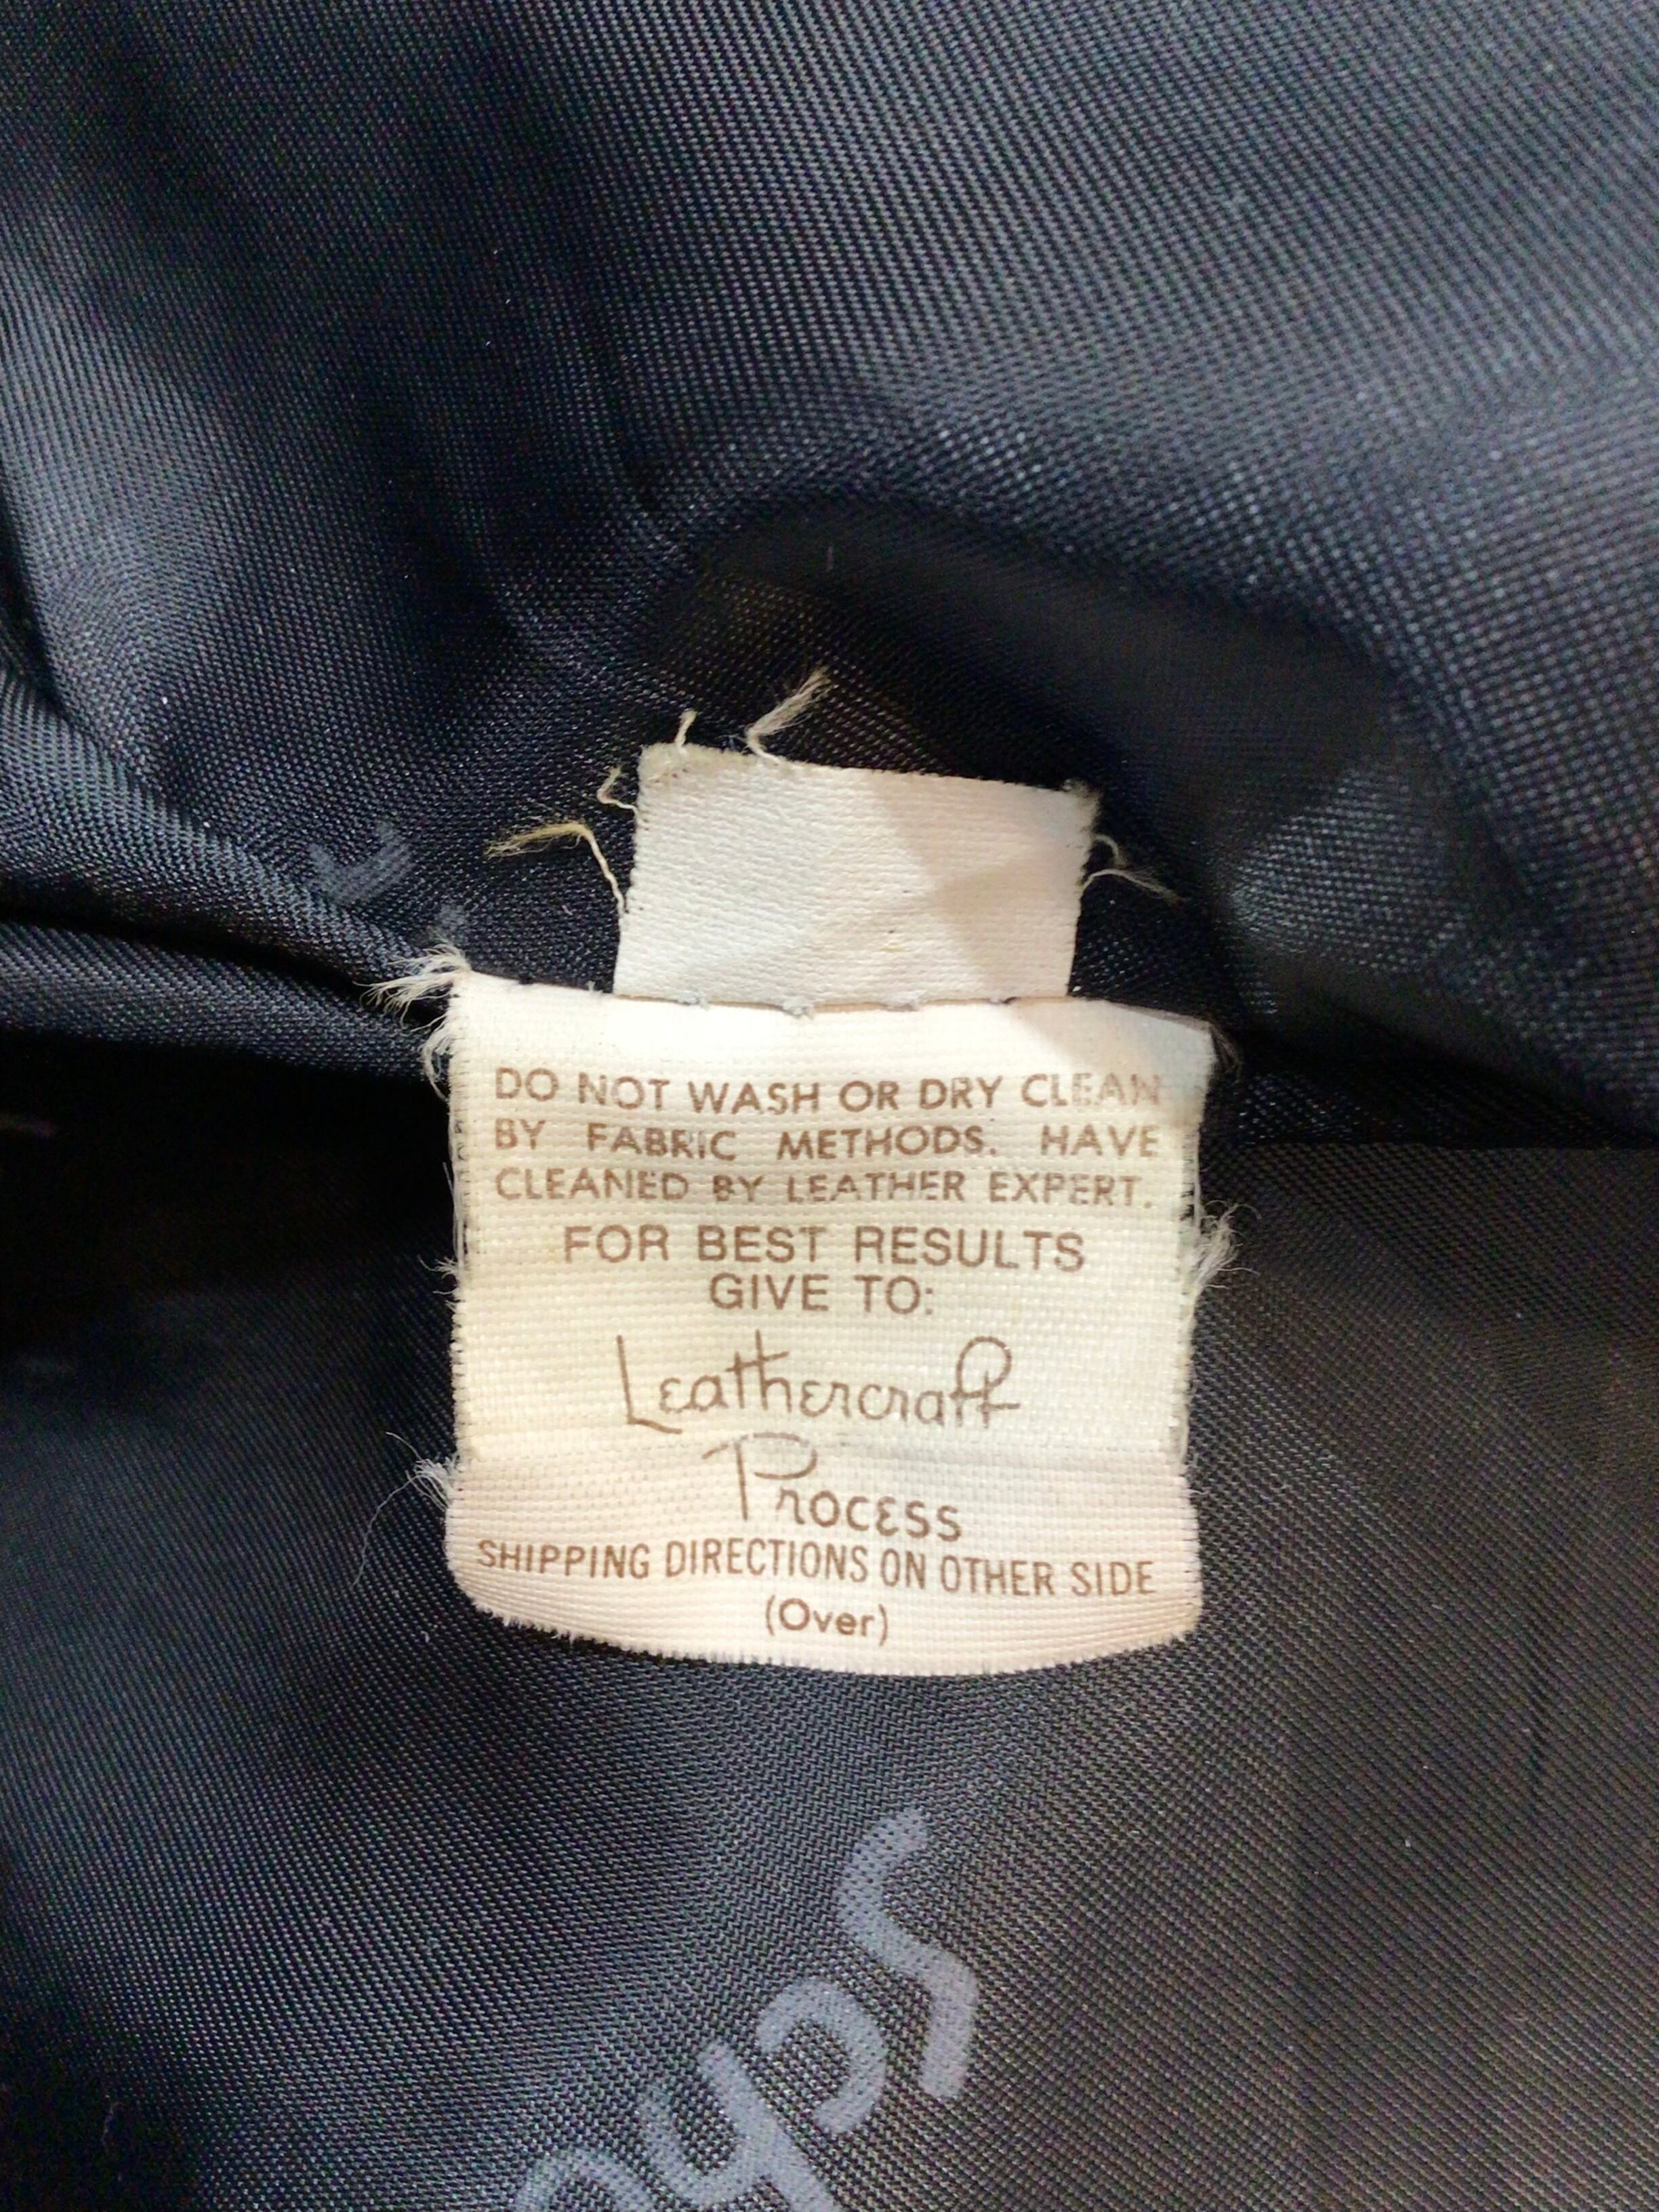 DO NOT WASH OR DRY CLEAN
BY FABRIC METHODS. HAVE
CLEANED BY LEATHER EXPERT.
FOR BEST RESULTS
GIVE TO:
Leathercraft
Process
SHIPPING DIRECTIONS ON OTHER SIDE
(Over)